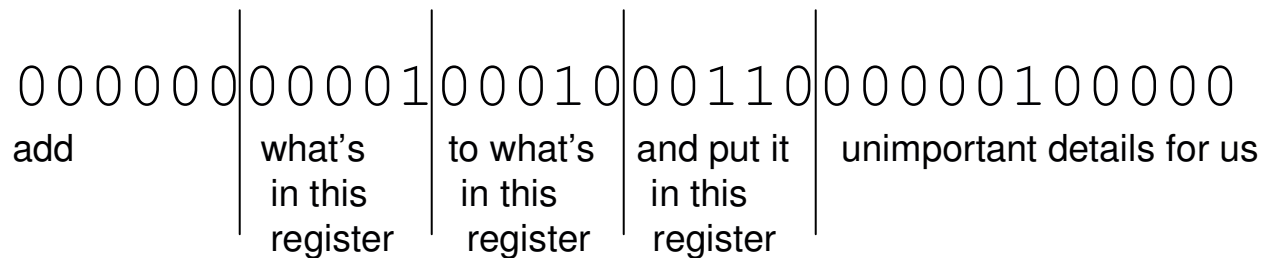 000000 00001 00010 00110 00000100000
add what's to what's and put it unimportant details for us
in this in this in this
register register register